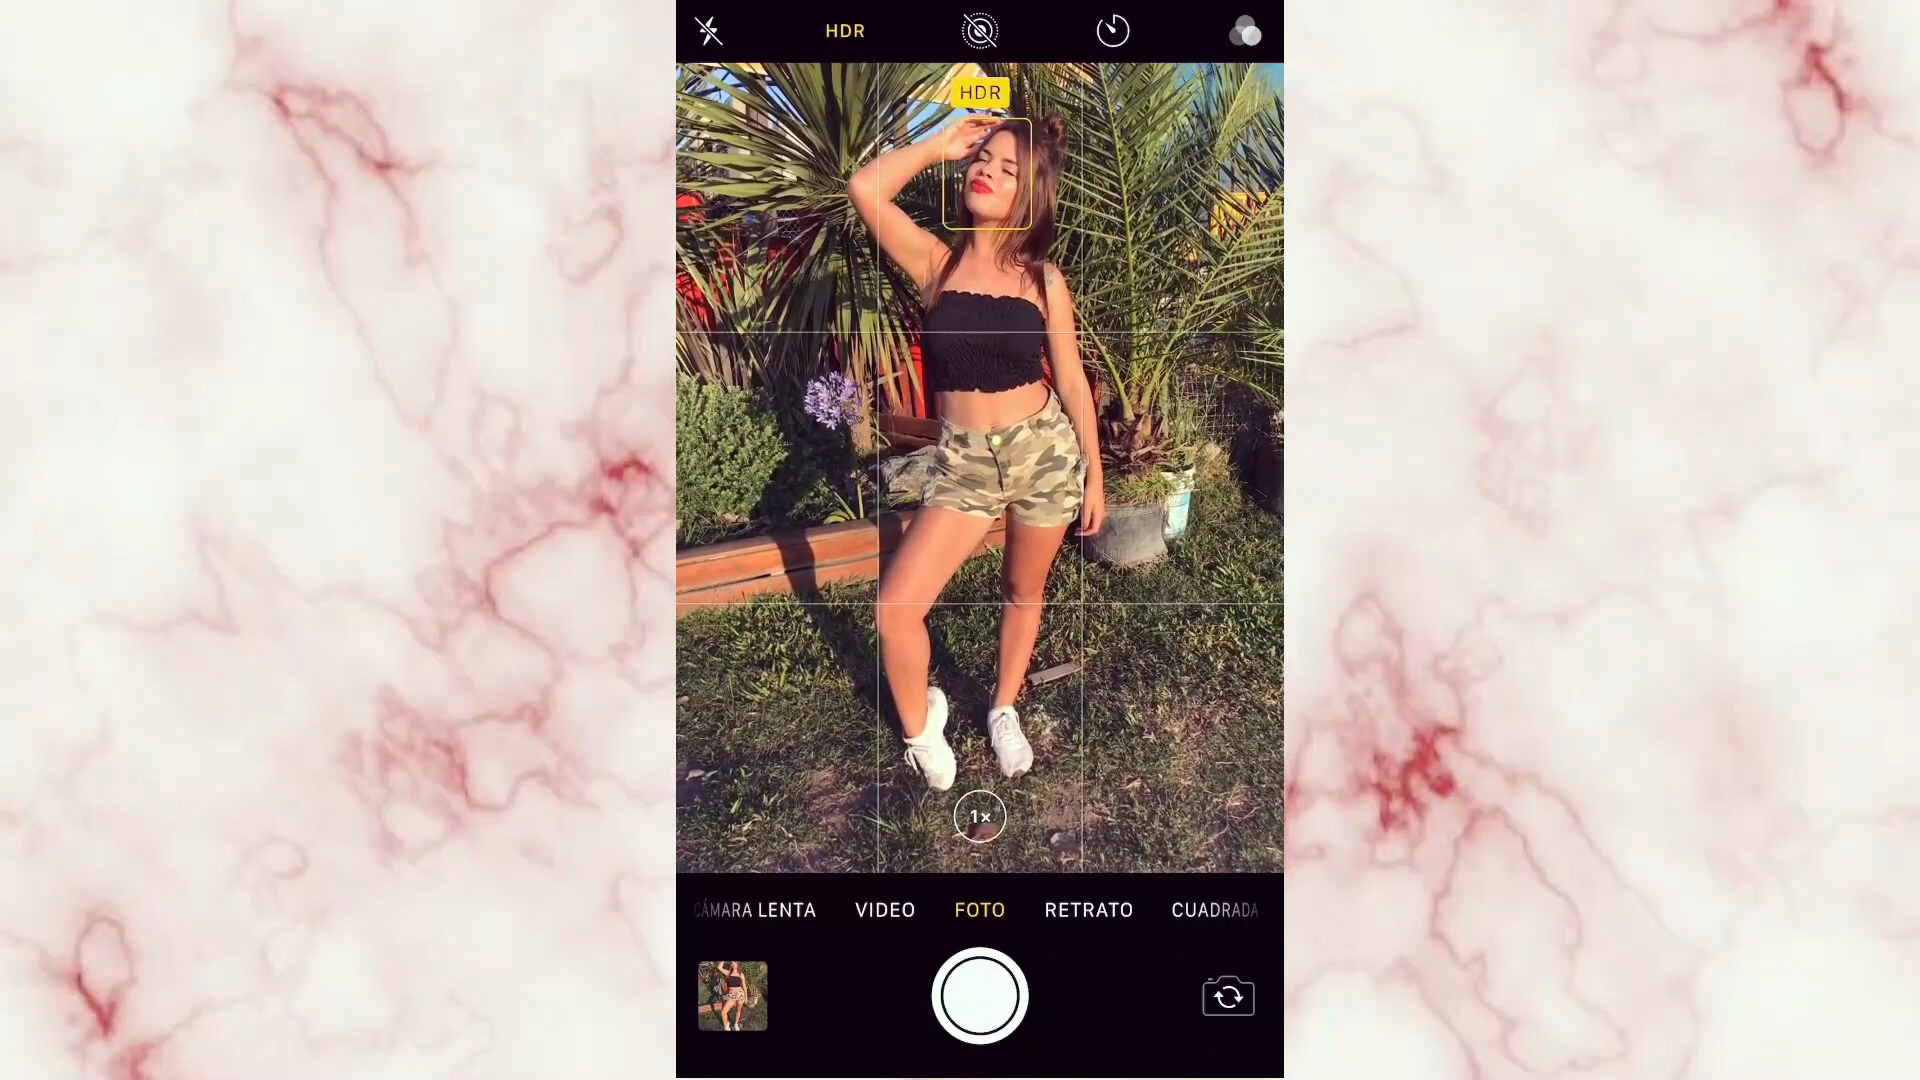 HDR
HDR
1×
CÁMARA LENTA VIDEO FOTO RETRATO CUADRADA